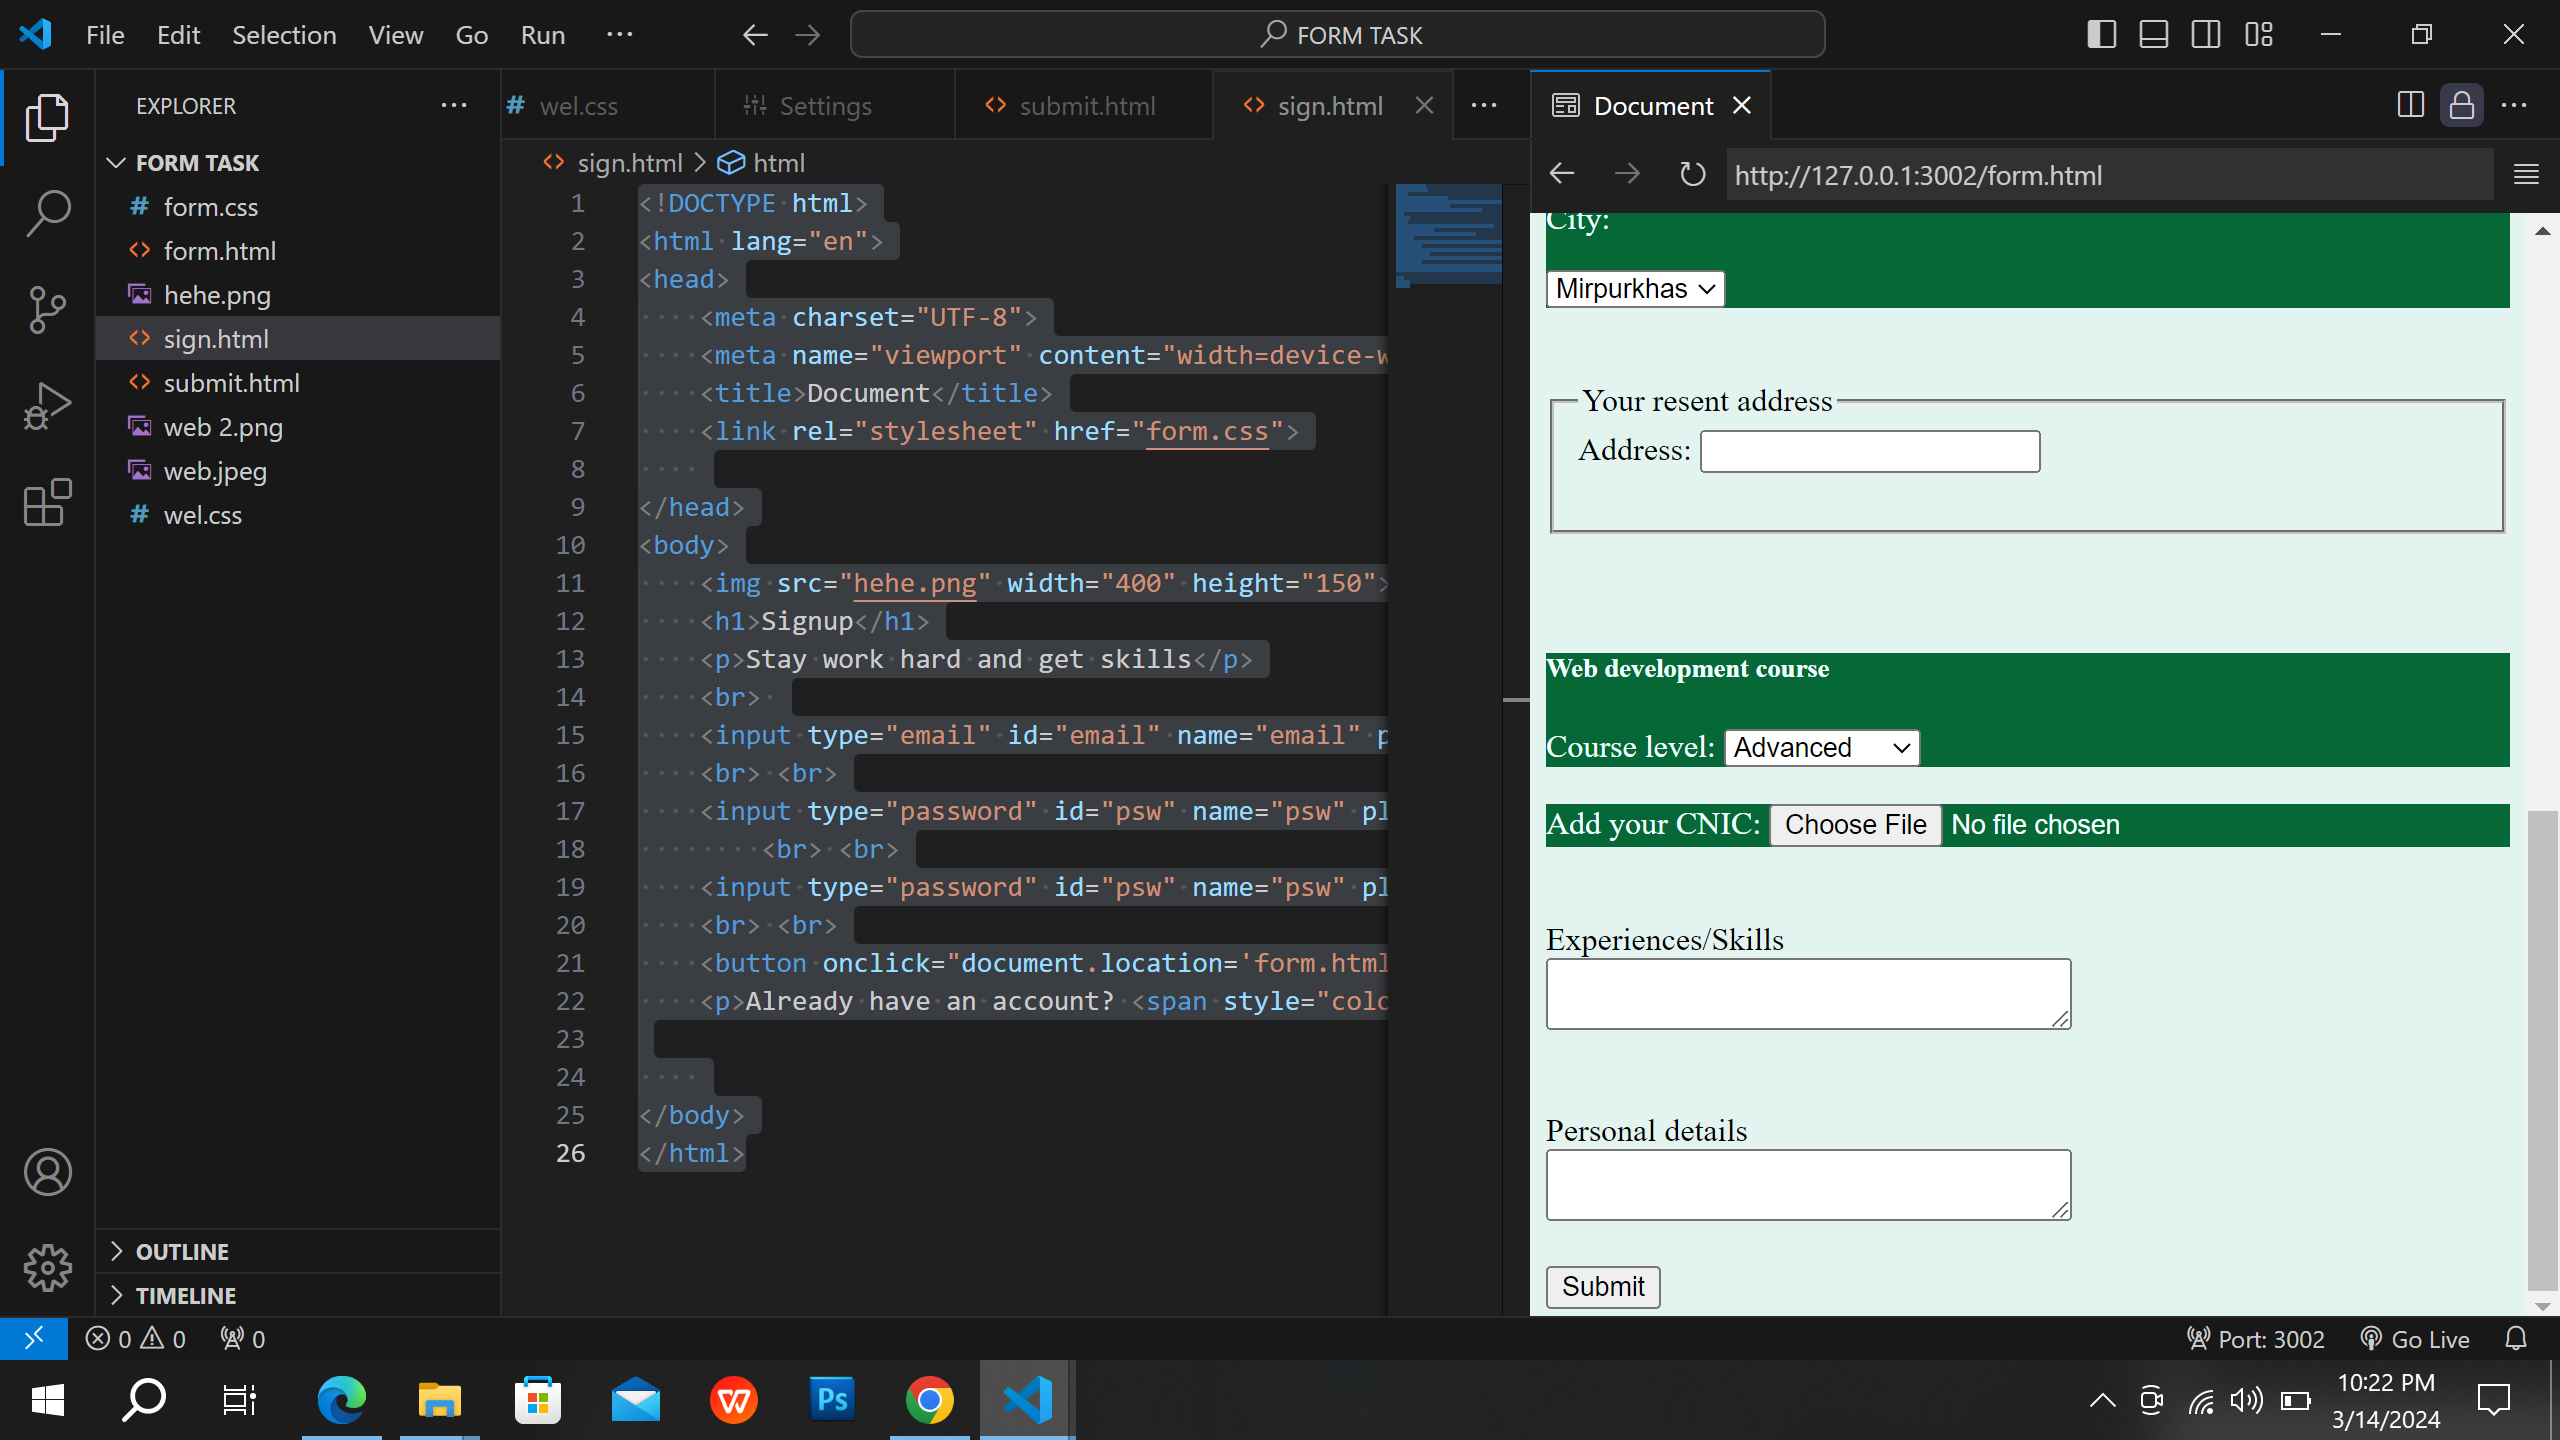 File Edit Selection View Go Run ··· FORM TASK
EXPLORER ···
FORM TASK
# form.css
<> form.html
hehe.png
<> sign.html
<> submit.html
web 2.png
web.jpeg
# wel.css
OUTLINE
TIMELINE
# wel.css Settings <> submit.html <> sign.html ···
<> sign.html > html
1 <!DOCTYPE html>
2 <html lang="en">
3 <head>
4 <meta charset="UTF-8">
5 <meta name="viewport" content="width=device-w
6 <title>Document</title>
7 <link rel="stylesheet" href="form.css">
8
9 </head>
10 <body>
11 <img src="hehe.png" width="400" height="150">
12 <h1>Signup</h1>
13 <p>Stay work hard and get skills</p>
14 <br>
15 <input type="email" id="email" name="email" p
16 <br> <br>
17 <input type="password" id="psw" name="psw" pl
18 <br> <br>
19 <input type="password" id="psw" name="psw" pl
20 <br> <br>
21 <button onclick="document.location='form.html
22 <p>Already have an account? <span style="colo
23
24
25 </body>
26 </html>
Document
http://127.0.0.1:3002/form.html
City:
Mirpurkhas
Your resent address
Address:
Web development course
Course level: Advanced
Add your CNIC: Choose File No file chosen
Experiences/Skills
Personal details
Submit
0 0 0 Port: 3002 Go Live
W Ps
10:22 PM
3/14/2024